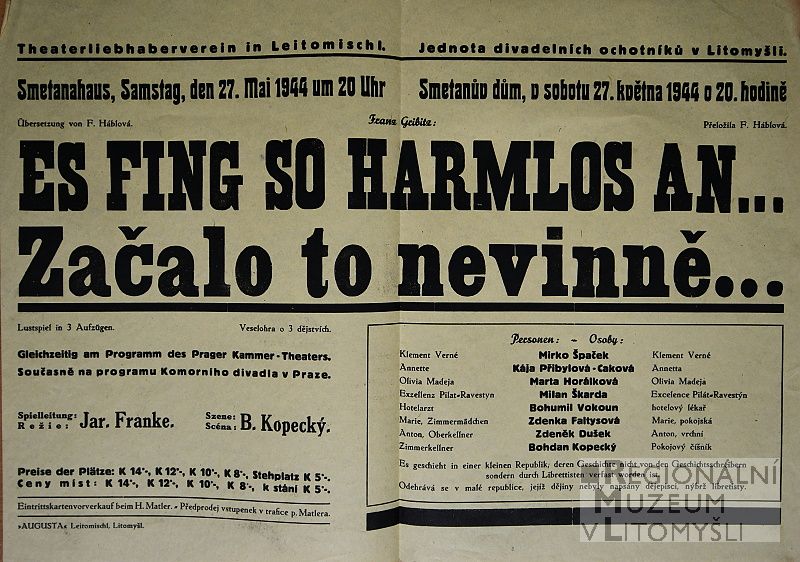 Theaterliebhaberverein in Leitomischl. Jednota divadelních ochotníků v Litomyšli.
Smetanahaus, Samstag, den 27. Mai 1944 um 20 Uhr Smetanův dům, v sobotu 27. května 1944 o 20. hodině
Übersetzung von F. Háblová. Franz Gribitz: Přeložila F. Háblová.
ES FING SO HARMLOS AN...
Začalo to nevinně...
Lustspiel in 3 Aufzügen. Veselohra o 3 dějstvích.
Gleichzeitig am Programm des Prager Kammer-Theaters.
Současně na programu Komorního divadla v Praze.
Spielleitung: Režie: Jar. Franke. Szene: Scéna: B. Kopecký.
Preise der Plätze: K 14·-, K 12·-, K 10·-, K 8·-, Stehplatz K 5·-.
Ceny míst: K 14·-, K 12·-, K 10·-, K 8·-, k stání K 5·-.
Eintrittskartenvorverkauf beim H. Matler. - Předprodej vstupenek v trafice p. Matlera.
»AUGUSTA« Leitomischl, Litomyšl.
Personen: - Osoby:
Klement Verné Mirko Špaček Klement Verné
Annette Kája Přibylová-Caková Annetta
Olivia Madeja Marta Horálková Olivia Madeja
Exzellenz Pilat-Ravestyn Milan Škarda Excelence Pilát-Ravestýn
Hotelarzt Bohumil Vokoun hotelový lékař
Marie, Zimmermädchen Zdenka Faltysová Marie, pokojská
Anton, Oberkellner Zdeněk Dušek Anton, vrchní
Zimmerkellner Bohdan Kopecký Pokojový číšník
Es geschieht in einer kleinen Republik, deren Geschichte nicht von den Geschichtsschreibern
sondern durch Librettisten verfasst worden ist.
Odehrává se v malé republice, jejíž dějiny nebyly napsány dějepisci, nýbrž libretisty.
REGIONÁLNÍ
MUZEUM
V LITOMYŠLI